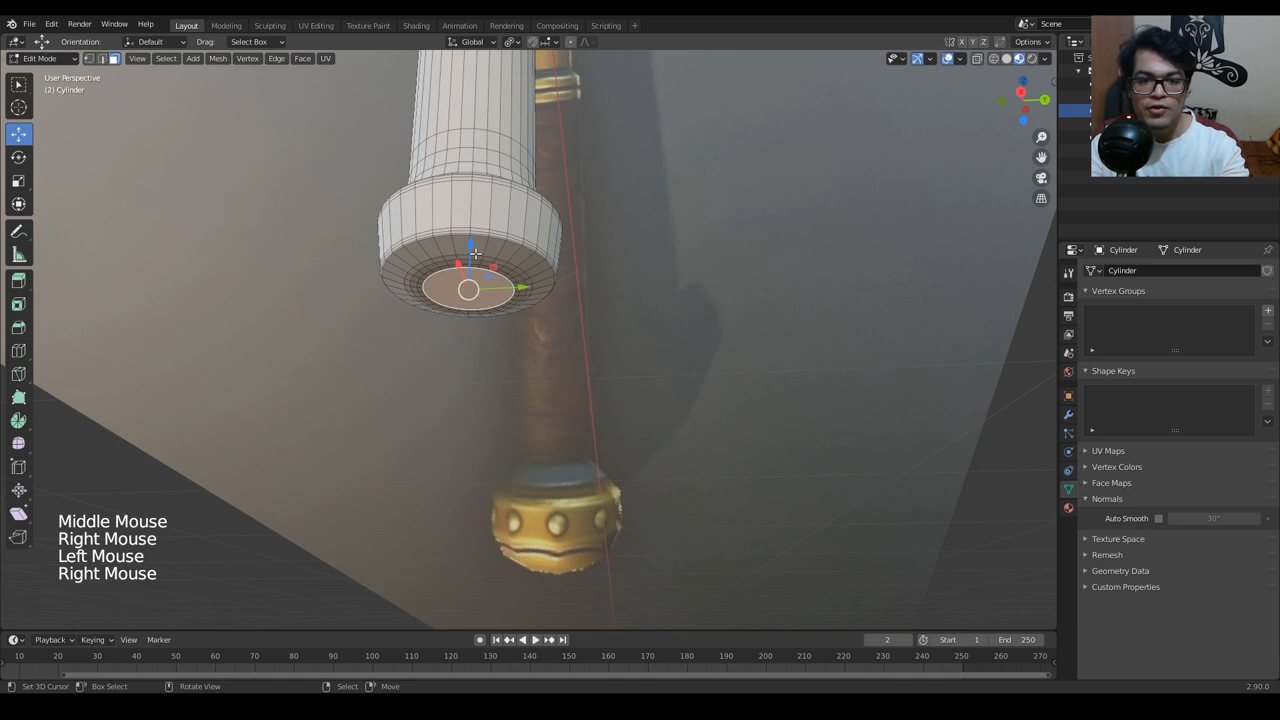 File Edit Render Window Help Layout Modeling Sculpting UV Editing Texture Paint Shading Animation Rendering Compositing Scripting + Scene
Orientation: Default Drag: Select Box Global X Y Z Options
Edit Mode View Select Add Mesh Vertex Edge Face UV
User Perspective
(2) Cylinder
Cylinder Cylinder
Cylinder
Vertex Groups
Shape Keys
UV Maps
Vertex Colors
Face Maps
Normals
Auto Smooth 30°
Texture Space
Remesh
Geometry Data
Custom Properties
Middle Mouse
Right Mouse
Left Mouse
Right Mouse
Playback Keying View Marker 2 Start 1 End 250
10 20 30 40 50 60 70 80 90 100 110 120 130 140 150 160 170 180 190 200 210 220 230 240 250 260 270
Set 3D Cursor Box Select Rotate View Select Move 2.90.0